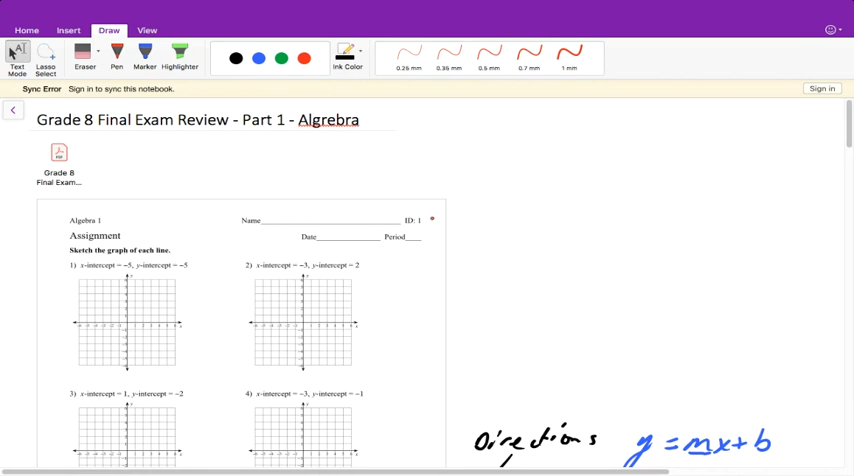 Home Insert Draw View
Text Mode Lasso Select Eraser Pen Marker Highlighter Ink Color 0.25 mm 0.35 mm 0.5 mm 0.7 mm 1 mm
Sync Error Sign in to sync this notebook. Sign in
Grade 8 Final Exam Review - Part 1 - Algrebra
PDF
Grade 8
Final Exam...
Algebra 1 Name ID: 1
Assignment Date Period
Sketch the graph of each line.
1) x-intercept = −5, y-intercept = −5 2) x-intercept = −3, y-intercept = 2
3) x-intercept = 1, y-intercept = −2 4) x-intercept = −3, y-intercept = −1
Directions y = mx + b